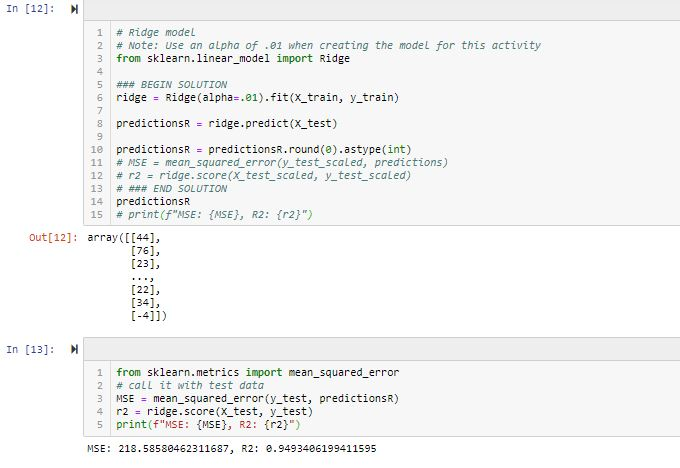 In [12]:
1 # Ridge model
2 # Note: Use an alpha of .01 when creating the model for this activity
3 from sklearn.linear_model import Ridge
4
5 ### BEGIN SOLUTION
6 ridge = Ridge(alpha=.01).fit(X_train, y_train)
7
8 predictionsR = ridge.predict(X_test)
9
10 predictionsR = predictionsR.round(0).astype(int)
11 # MSE = mean_squared_error(y_test_scaled, predictions)
12 # r2 = ridge.score(X_test_scaled, y_test_scaled)
13 # ### END SOLUTION
14 predictionsR
15 # print(f"MSE: {MSE}, R2: {r2}")
Out[12]: array([[44],
[76],
[23],
...,
[22],
[34],
[-4]])
In [13]:
1 from sklearn.metrics import mean_squared_error
2 # call it with test data
3 MSE = mean_squared_error(y_test, predictionsR)
4 r2 = ridge.score(X_test, y_test)
5 print(f"MSE: {MSE}, R2: {r2}")
MSE: 218.58580462311687, R2: 0.9493406199411595